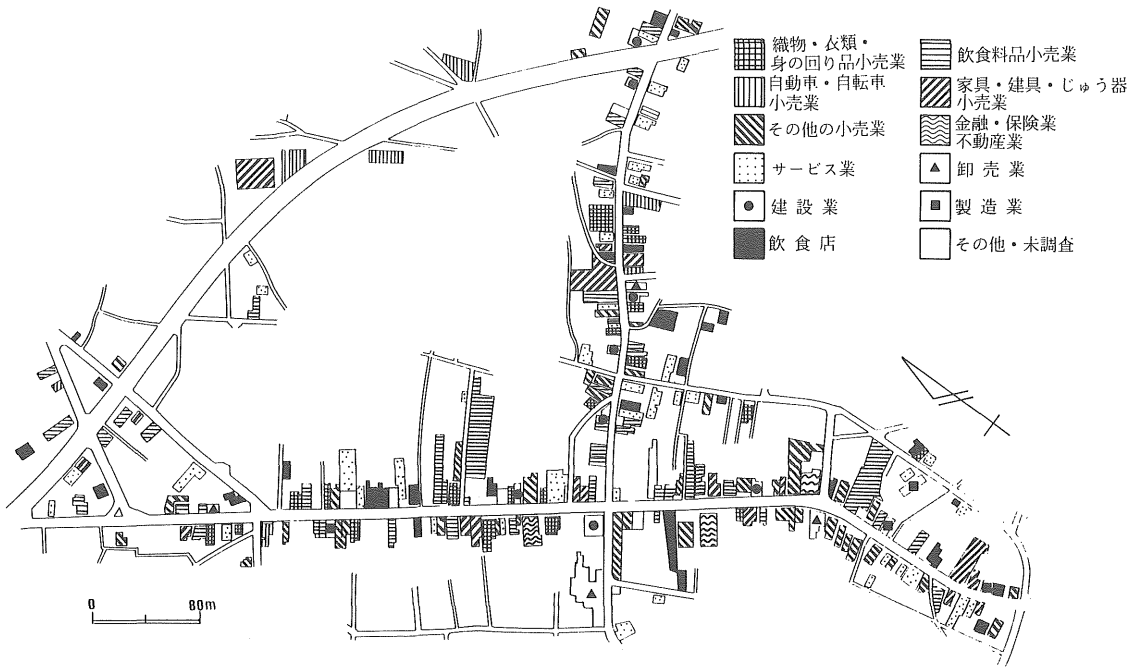 織物・衣類・
身の回り品小売業
自動車・自転車
小売業
その他の小売業
サービス業
建設業
飲食店
飲食料品小売業
家具・建具・じゅう器
小売業
金融・保険業
不動産業
卸売業
製造業
その他・未調査
0 80m